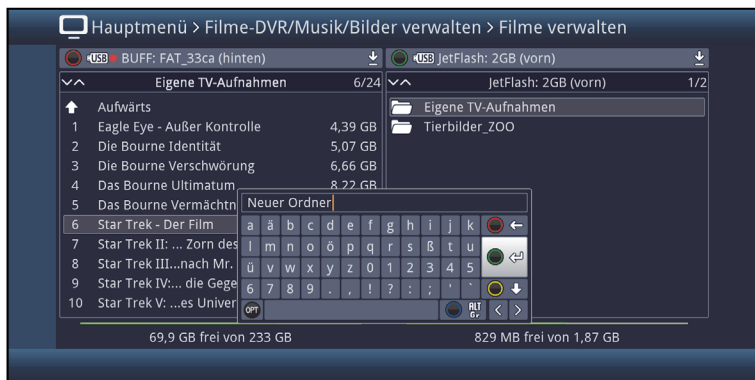 Hauptmenü > Filme-DVR/Musik/Bilder verwalten > Filme verwalten
USB BUFF: FAT_33ca (hinten)
USB JetFlash: 2GB (vorn)
Eigene TV-Aufnahmen 6/24
JetFlash: 2GB (vorn) 1/2
Aufwärts
1 Eagle Eye - Außer Kontrolle 4,39 GB
2 Die Bourne Identität 5,07 GB
3 Die Bourne Verschwörung 6,66 GB
4 Das Bourne Ultimatum 8,22 GB
5 Das Bourne Vermächtn
6 Star Trek - Der Film
7 Star Trek II: ... Zorn des
8 Star Trek III...nach Mr.
9 Star Trek IV:... die Gege
10 Star Trek V: ...es Univer
Eigene TV-Aufnahmen
Tierbilder_ZOO
Neuer Ordner
a ä b c d e f g h i j k
l m n o ö p q r s ß t u
ü v w x y z 0 1 2 3 4 5
6 7 8 9 . , ! ? : ; ' `
OPT ALT Gr < >
69,9 GB frei von 233 GB
829 MB frei von 1,87 GB